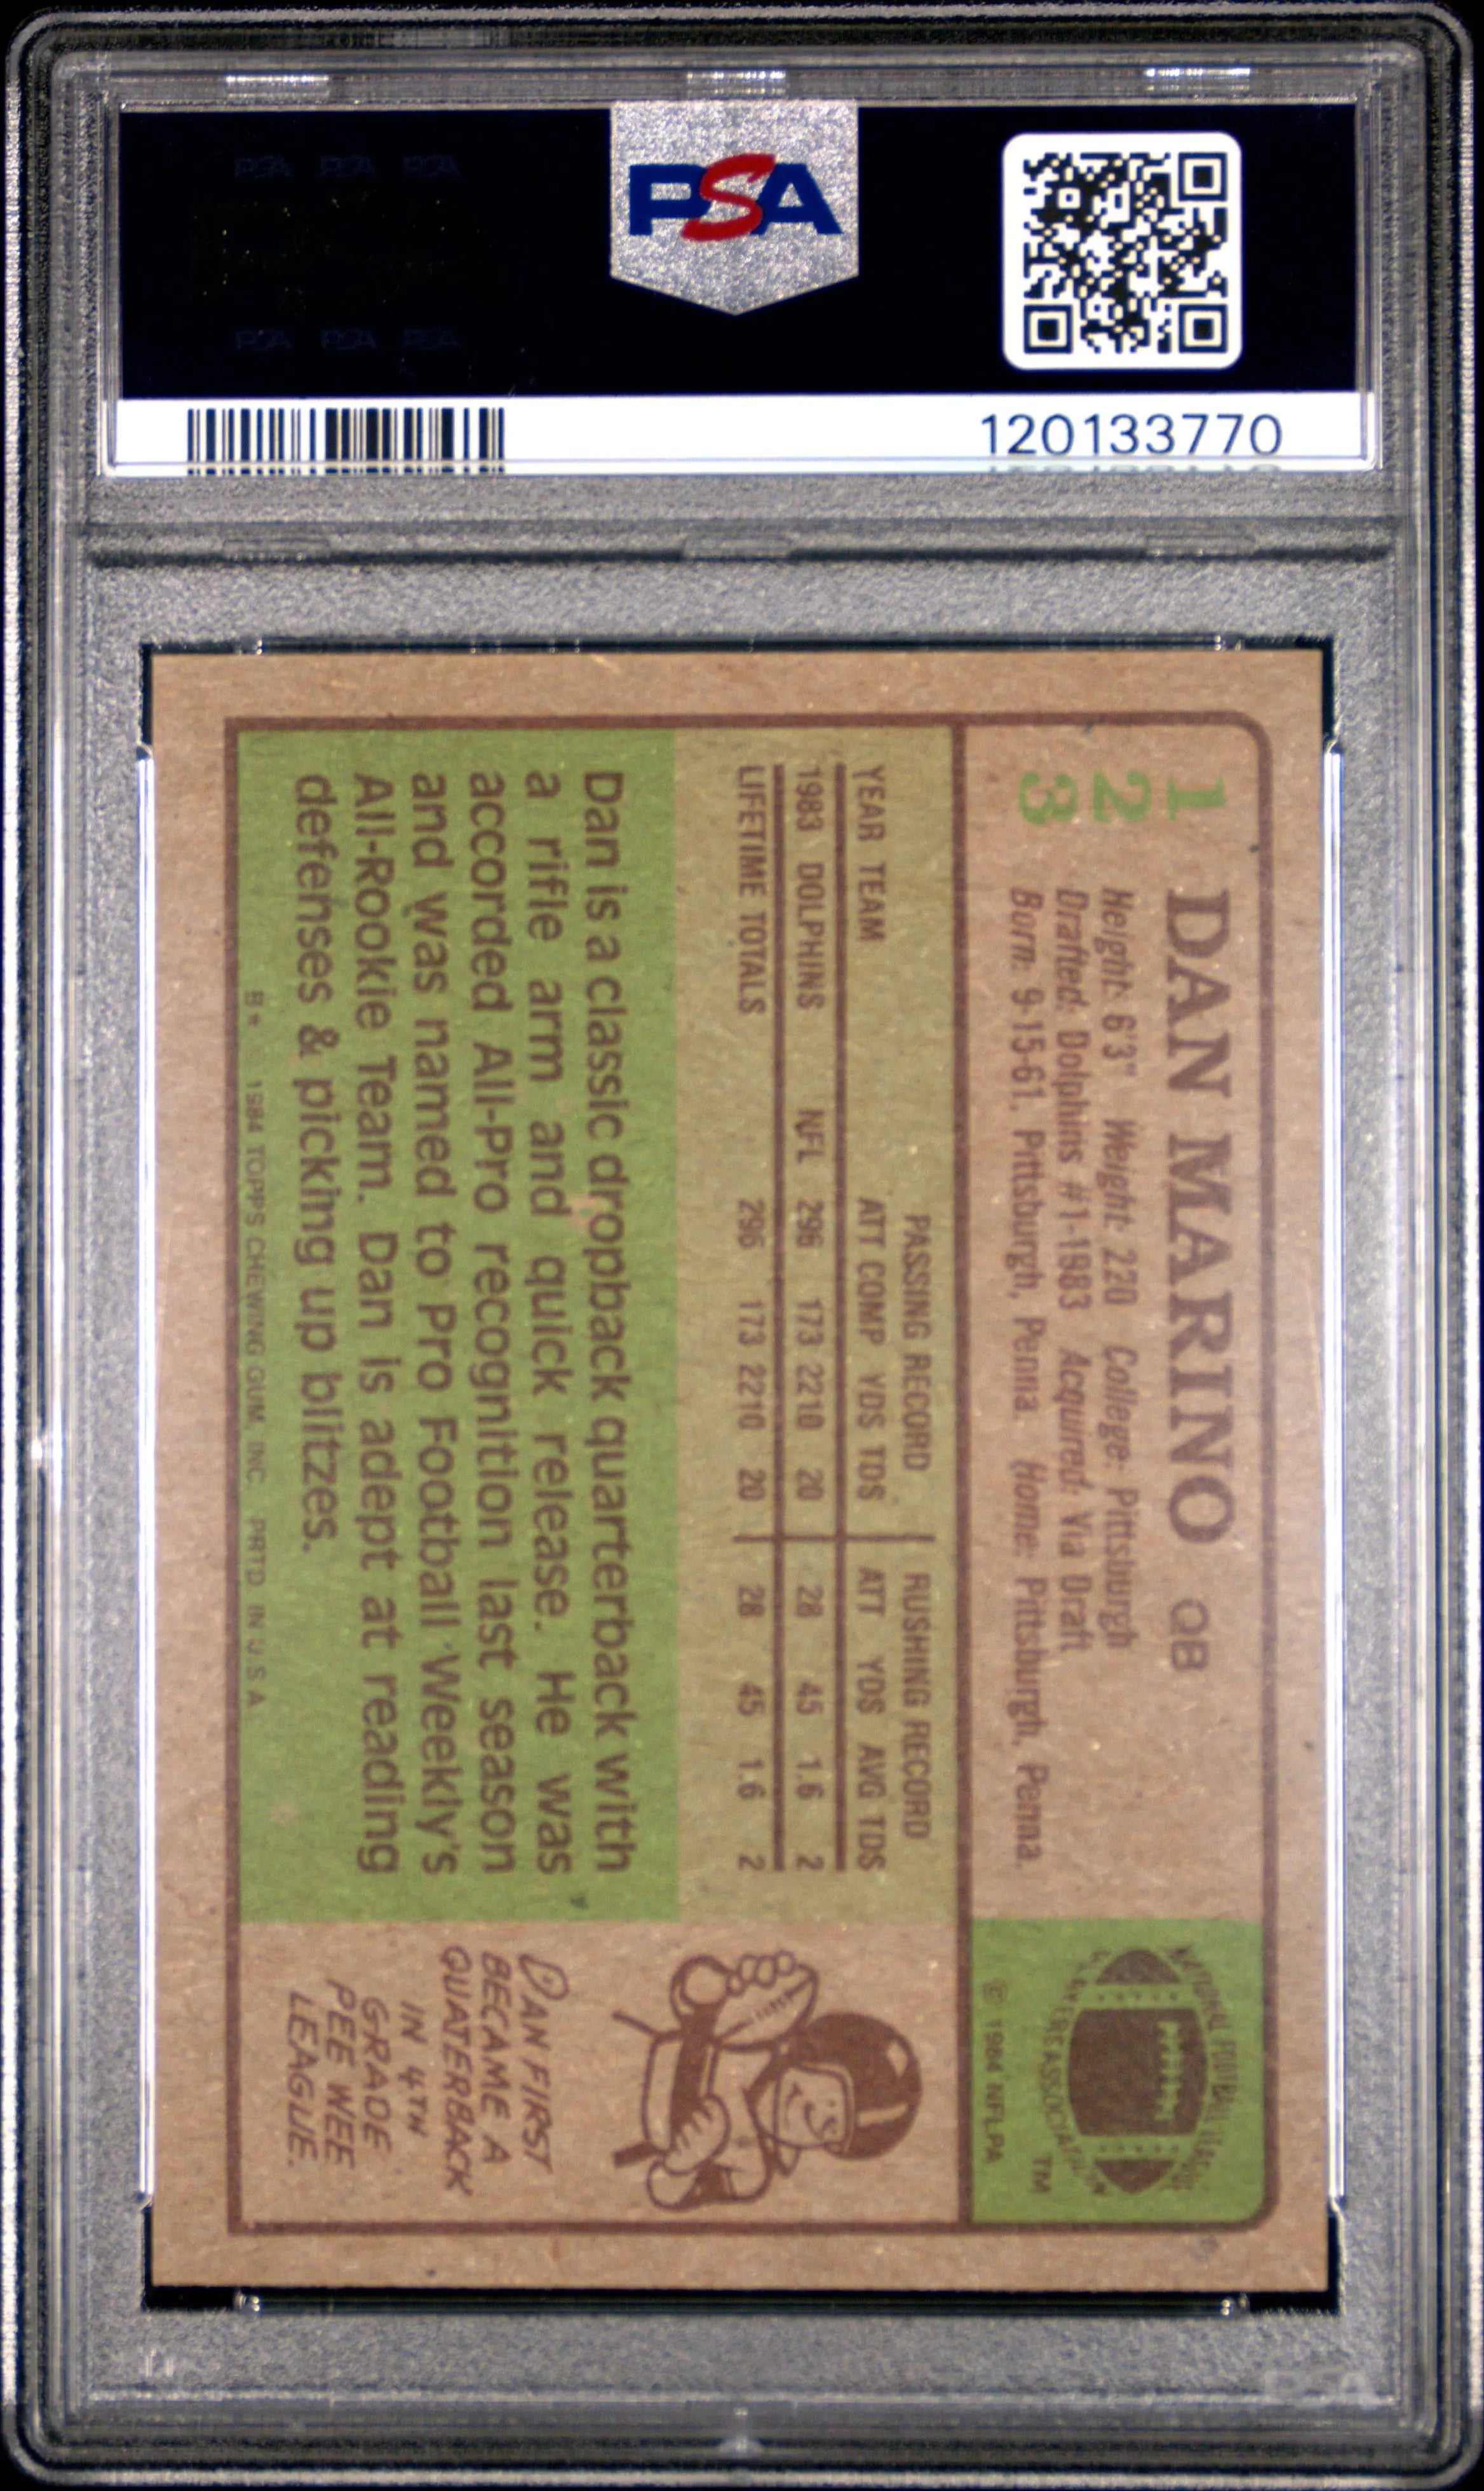 PSA
120133770
123
DAN MARINO QB
Height: 6'3" Weight: 220 College: Pittsburgh
Drafted: Dolphins #1-1983 Acquired: Via Draft
Born: 9-15-61, Pittsburgh, Penna. Home: Pittsburgh, Penna.
NATIONAL FOOTBALL LEAGUE
PLAYERS ASSOCIATION
TM
© 1984 NFLPA
PASSING RECORD RUSHING RECORD
YEAR TEAM ATT COMP YDS TDS ATT YDS AVG TDS
1983 DOLPHINS NFL 296 173 2210 20 28 45 1.6 2
LIFETIME TOTALS 296 173 2210 20 28 45 1.6 2
Dan is a classic dropback quarterback with
a rifle arm and quick release. He was
accorded All-Pro recognition last season
and was named to Pro Football Weekly's
All-Rookie Team. Dan is adept at reading
defenses & picking up blitzes.
B* © 1984 TOPPS CHEWING GUM, INC. PRTD. IN U.S.A.
DAN FIRST
BECAME A
QUATERBACK
IN 4TH
GRADE
PEE WEE
LEAGUE.